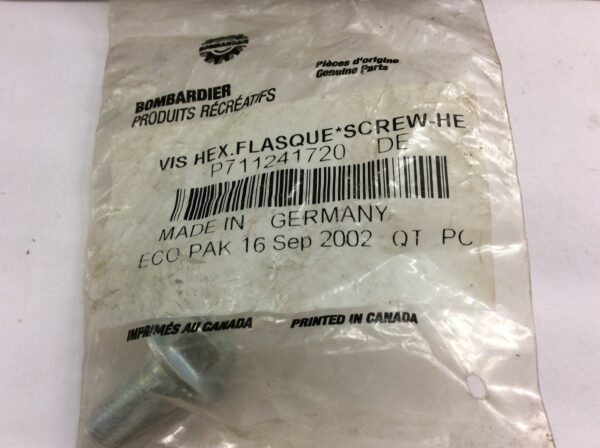 BOMBARDIER
Pièces d'origine
Genuine Parts
BOMBARDIER
PRODUITS RÉCRÉATIFS
VIS HEX.FLASQUE*SCREW-HE
P711241720 DE
MADE IN GERMANY
ECO PAK 16 Sep 2002 QT PC
IMPRIMÉS AU CANADA PRINTED IN CANADA